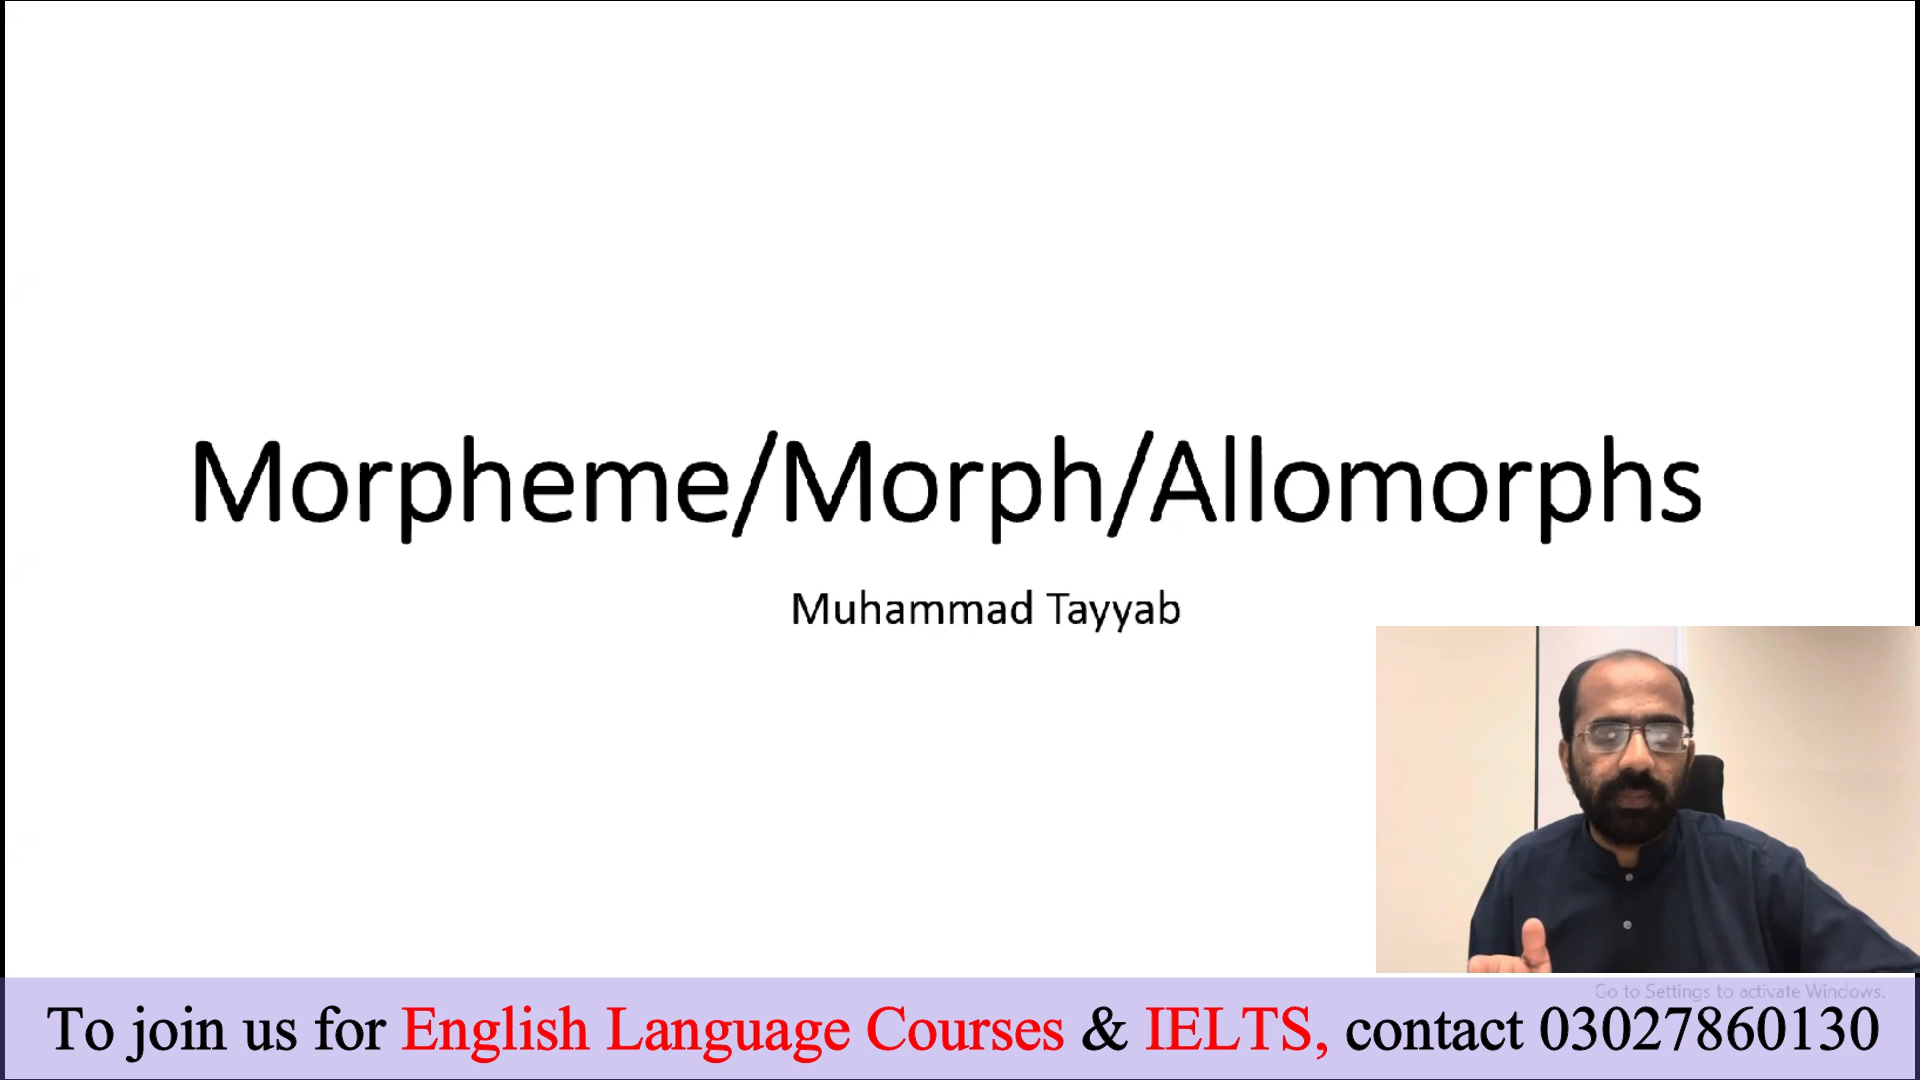 Morpheme/Morph/Allomorphs
Muhammad Tayyab
Go to Settings to activate Windows.
To join us for English Language Courses & IELTS, contact 03027860130